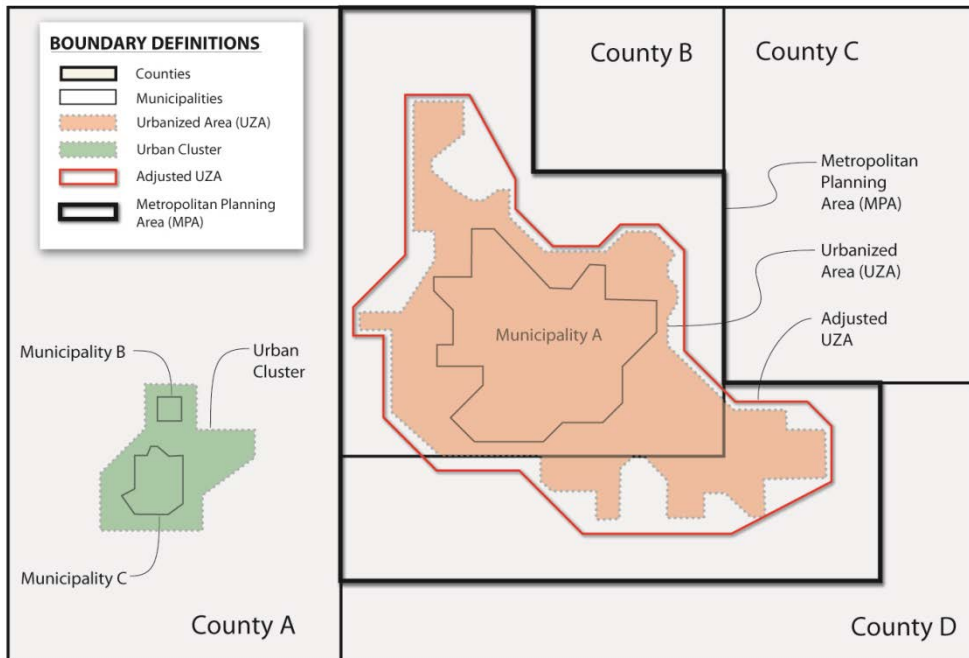 BOUNDARY DEFINITIONS
Counties
Municipalities
Urbanized Area (UZA)
Urban Cluster
Adjusted UZA
Metropolitan Planning
Area (MPA)
County B
County C
Metropolitan
Planning
Area (MPA)
Urbanized
Area (UZA)
Adjusted
UZA
Municipality A
Municipality B
Urban
Cluster
Municipality C
County A
County D